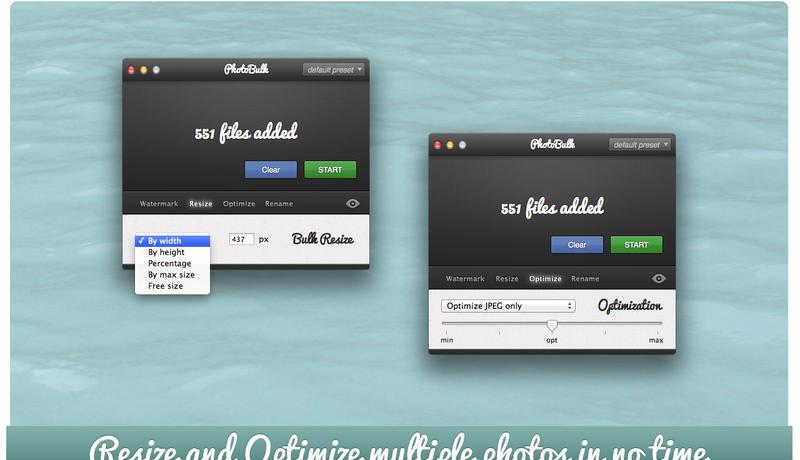 PhotoBulk
default preset
551 files added
Clear
START
Watermark Resize Optimize Rename
By width
By height
Percentage
By max size
Free size
437 px
Bulk Resize
PhotoBulk
default preset
551 files added
Clear
START
Watermark Resize Optimize Rename
Optimize JPEG only
Optimization
min opt max
Resize and Optimize multiple photos in no time